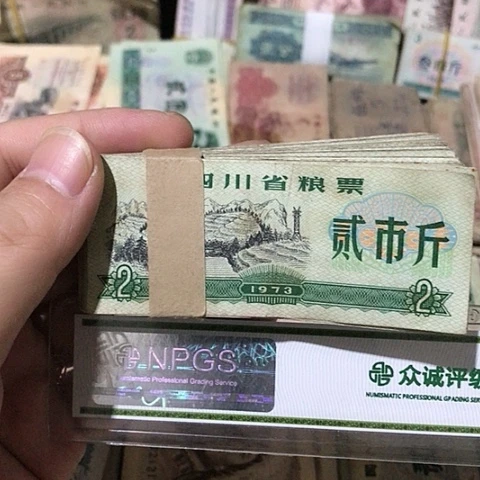 四川省粮票
贰市斤
2
1973
2
NPGS
Numismatic Professional Grading Service
众诚评级
NUMISMATIC PROFESSIONAL GRADING SER